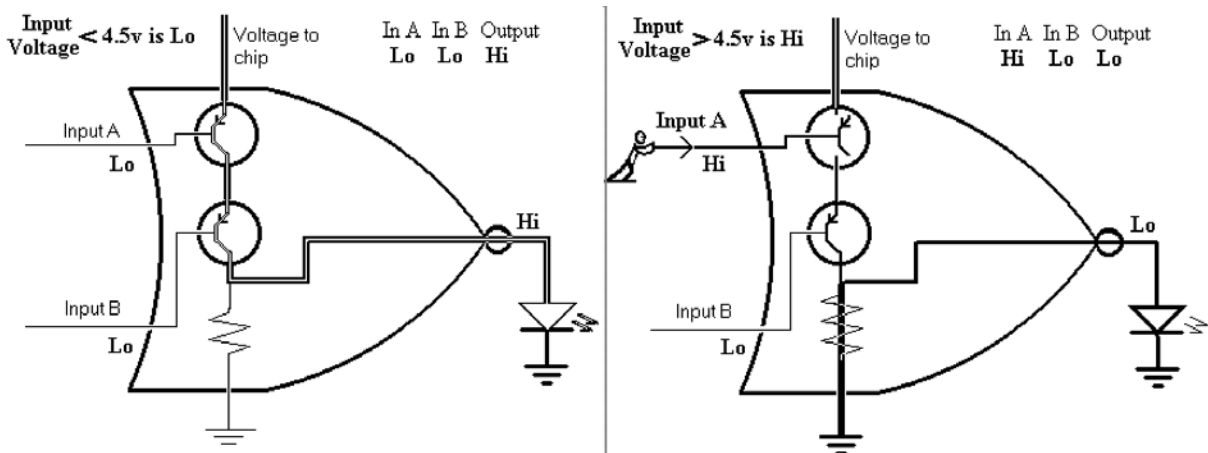 Input Voltage < 4.5v is Lo
Voltage to
chip
In A In B Output
Lo Lo Hi
Input A
Lo
Hi
Input B
Lo
Input Voltage > 4.5v is Hi
Voltage to
chip
In A In B Output
Hi Lo Lo
Input A
Hi
Lo
Input B
Lo